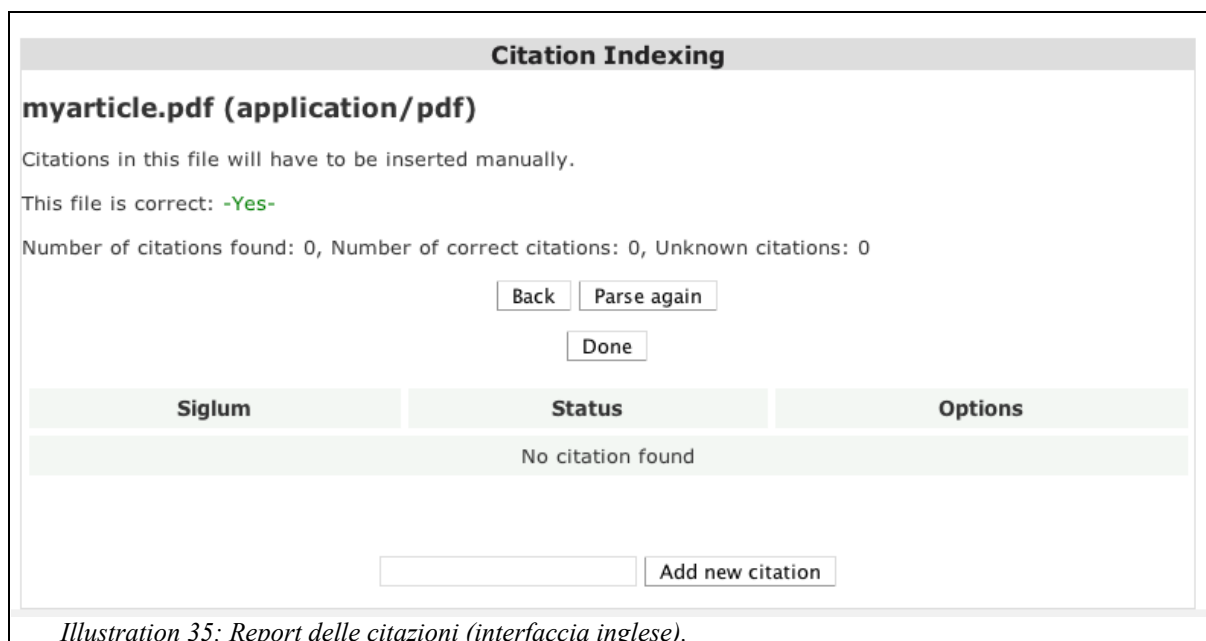 Citation Indexing
myarticle.pdf (application/pdf)
Citations in this file will have to be inserted manually.
This file is correct: -Yes-
Number of citations found: 0, Number of correct citations: 0, Unknown citations: 0
Back Parse again
Done
Siglum Status Options
No citation found
Add new citation
Illustration 35: Report delle citazioni (interfaccia inglese).